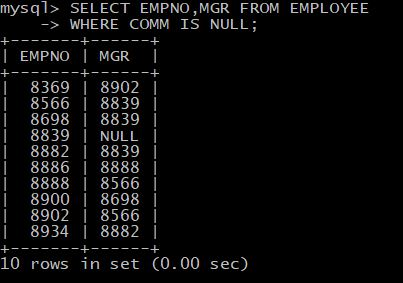 mysql> SELECT EMPNO,MGR FROM EMPLOYEE
    -> WHERE COMM IS NULL;
+-------+------+
| EMPNO | MGR  |
+-------+------+
|  8369 | 8902 |
|  8566 | 8839 |
|  8698 | 8839 |
|  8839 | NULL |
|  8882 | 8839 |
|  8886 | 8888 |
|  8888 | 8566 |
|  8900 | 8698 |
|  8902 | 8566 |
|  8934 | 8882 |
+-------+------+
10 rows in set (0.00 sec)